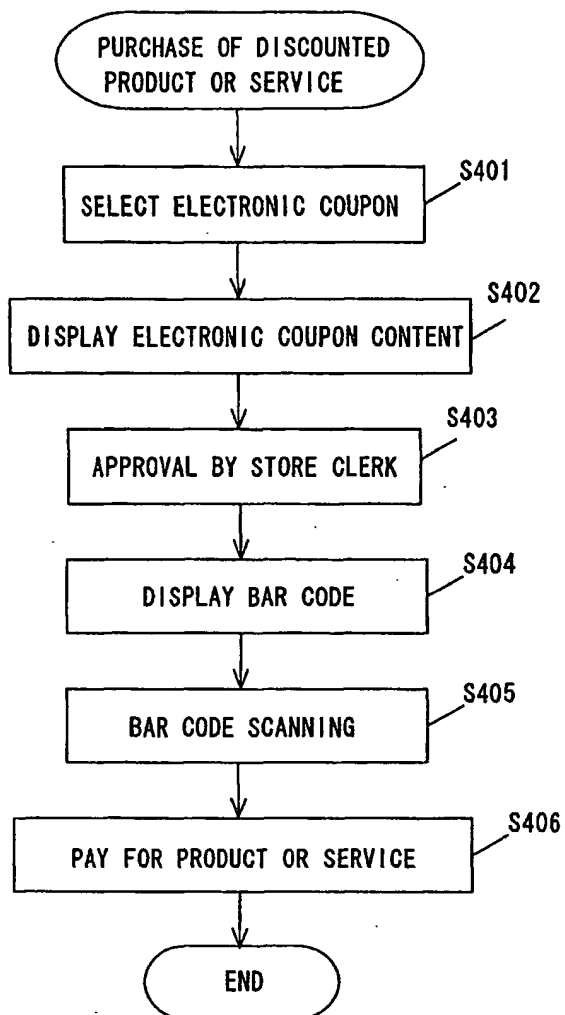 PURCHASE OF DISCOUNTED
PRODUCT OR SERVICE
S401
SELECT ELECTRONIC COUPON
S402
DISPLAY ELECTRONIC COUPON CONTENT
S403
APPROVAL BY STORE CLERK
S404
DISPLAY BAR CODE
S405
BAR CODE SCANNING
S406
PAY FOR PRODUCT OR SERVICE
END